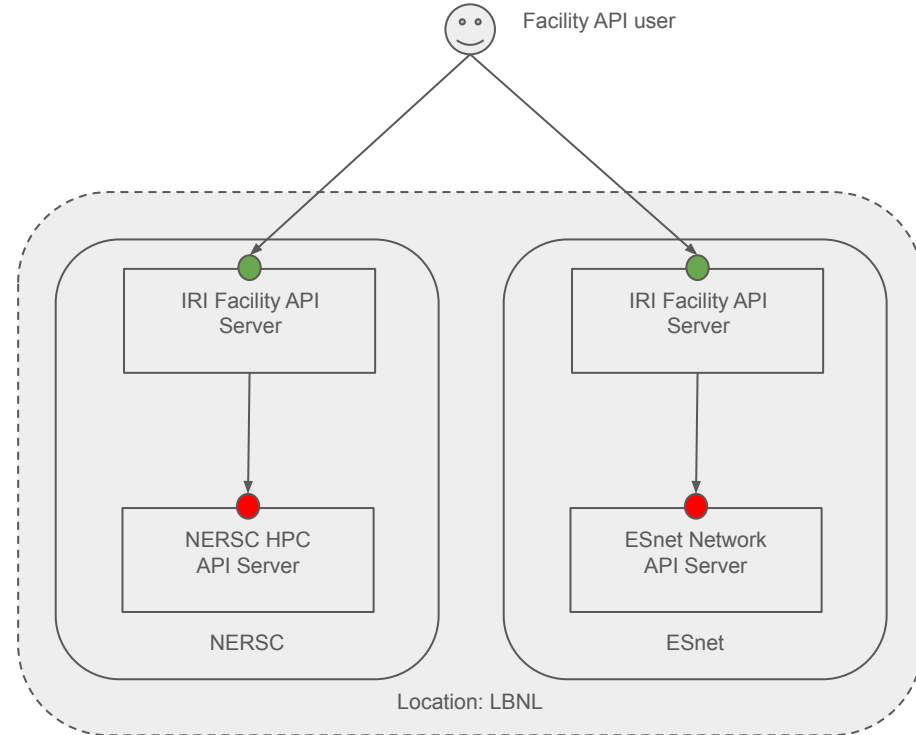 Facility API user
IRI Facility API
Server
IRI Facility API
Server
NERSC HPC
API Server
ESnet Network
API Server
NERSC
ESnet
Location: LBNL